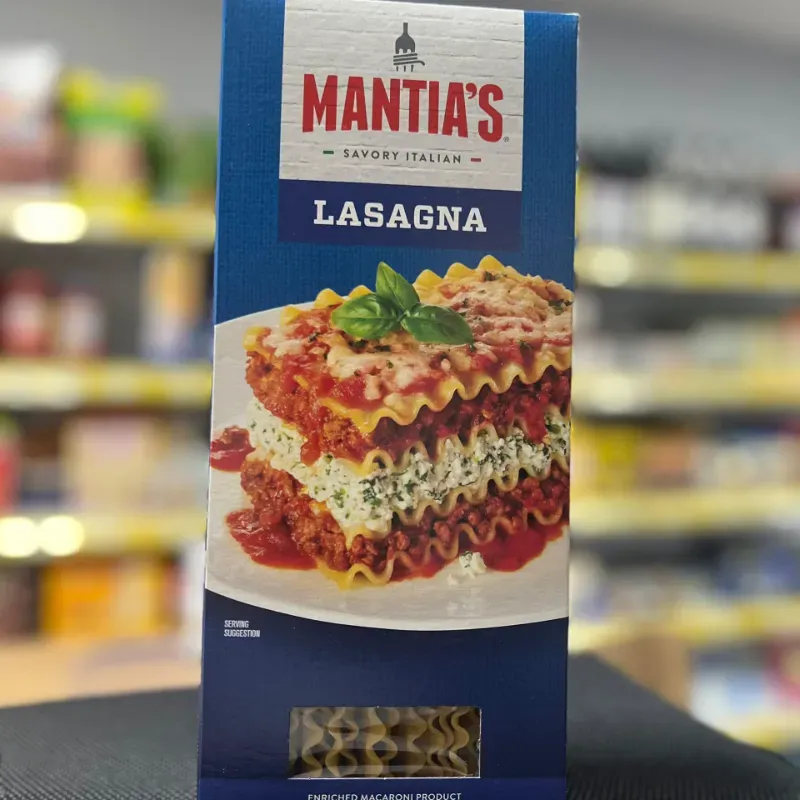 MANTIA'S
SAVORY ITALIAN
LASAGNA
SERVING
SUGGESTION
ENRICHED MACARONI PRODUCT